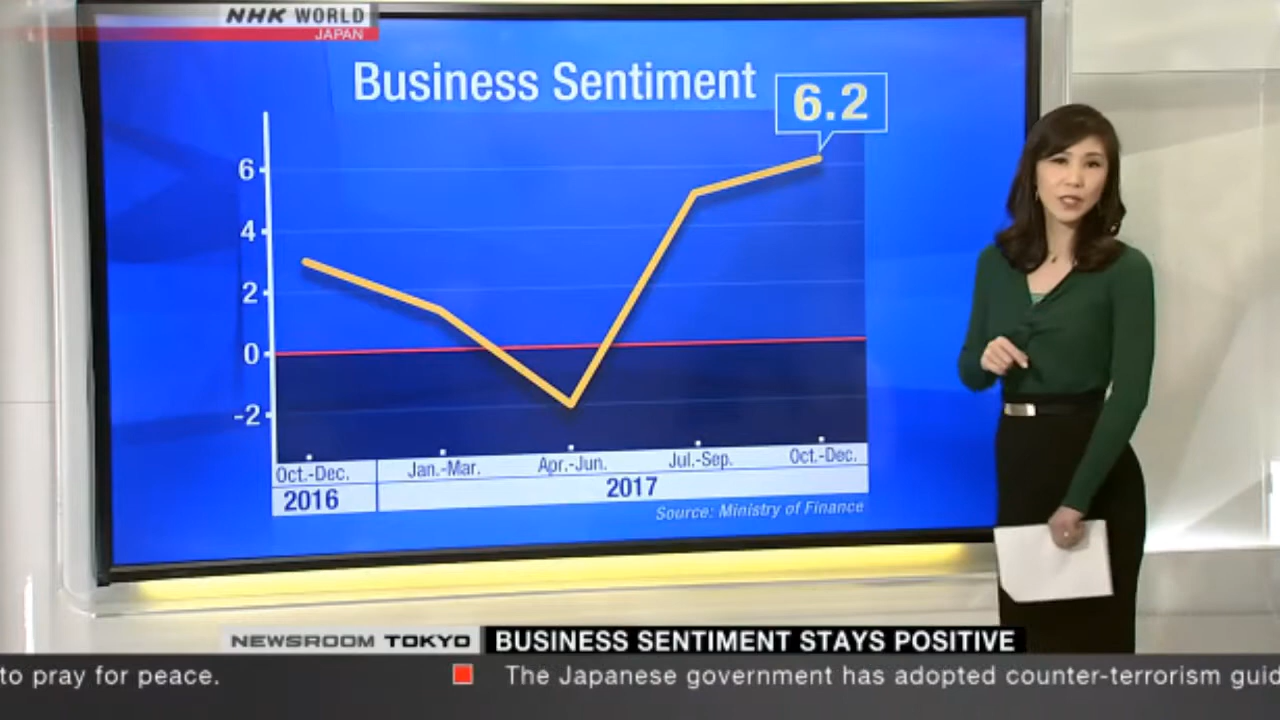 NHK WORLD
JAPAN
Business Sentiment
6.2
6
4
2
0
-2
Oct.-Dec. Jan.-Mar. Apr.-Jun. Jul.-Sep. Oct.-Dec.
2016 2017
Source: Ministry of Finance
NEWSROOM TOKYO BUSINESS SENTIMENT STAYS POSITIVE
to pray for peace. The Japanese government has adopted counter-terrorism guid